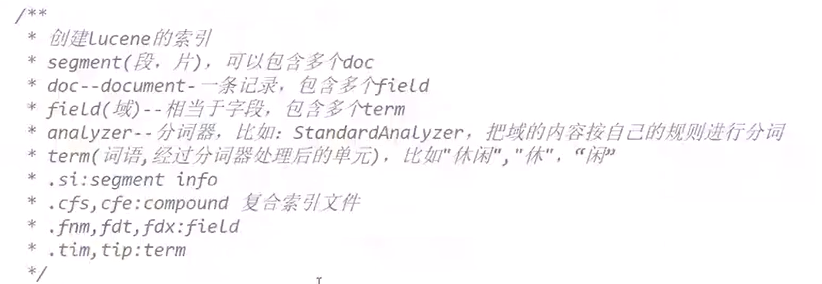 /**
* 创建lucene的索引
* segment(段，片)，可以包含多个doc
* doc--document-一条记录，包含多个field
* field(域)--相当于字段，包含多个term
* analyzer--分词器，比如：StandardAnalyzer，把域的内容按自己的规则进行分词
* term(词语,经过分词器处理后的单元)，比如"休闲","休"，“闲”
* .si:segment info
* .cfs,cfe:compound 复合索引文件
* .fnm,fdt,fdx:field
* .tim,tip:term
*/